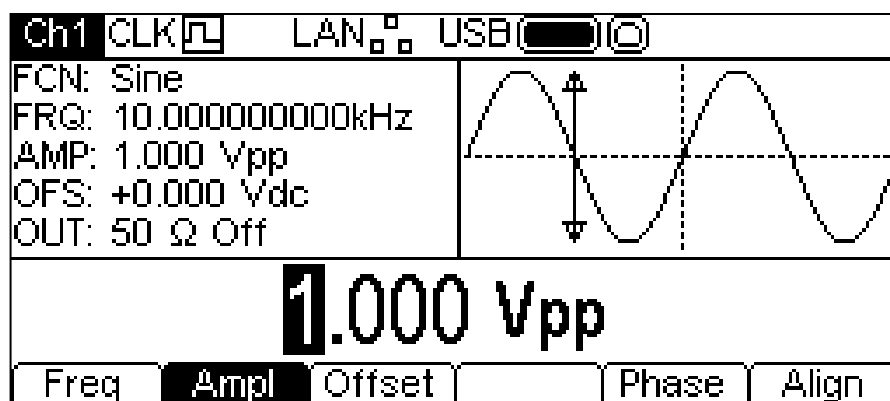 Ch1 CLK LAN USB
FCN: Sine
FRQ: 10.000000000kHz
AMP: 1.000 Vpp
OFS: +0.000 Vdc
OUT: 50 Ω Off
1.000 Vpp
Freq Ampl Offset Phase Align